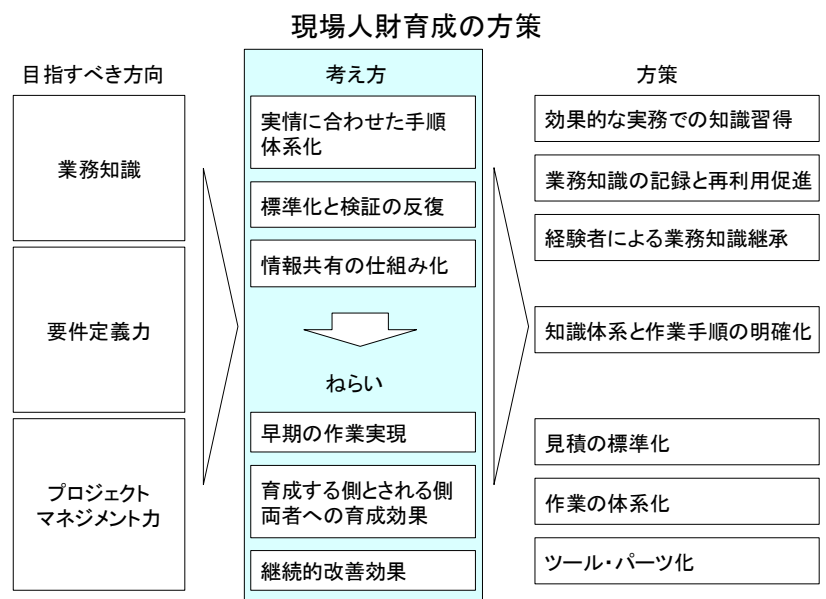 現場人財育成の方策
目指すべき方向
業務知識
要件定義力
プロジェクト
マネジメント力
考え方
実情に合わせた手順
体系化
標準化と検証の反復
情報共有の仕組み化
ねらい
早期の作業実現
育成する側とされる側
両者への育成効果
継続的改善効果
方策
効果的な実務での知識習得
業務知識の記録と再利用促進
経験者による業務知識継承
知識体系と作業手順の明確化
見積の標準化
作業の体系化
ツール・パーツ化